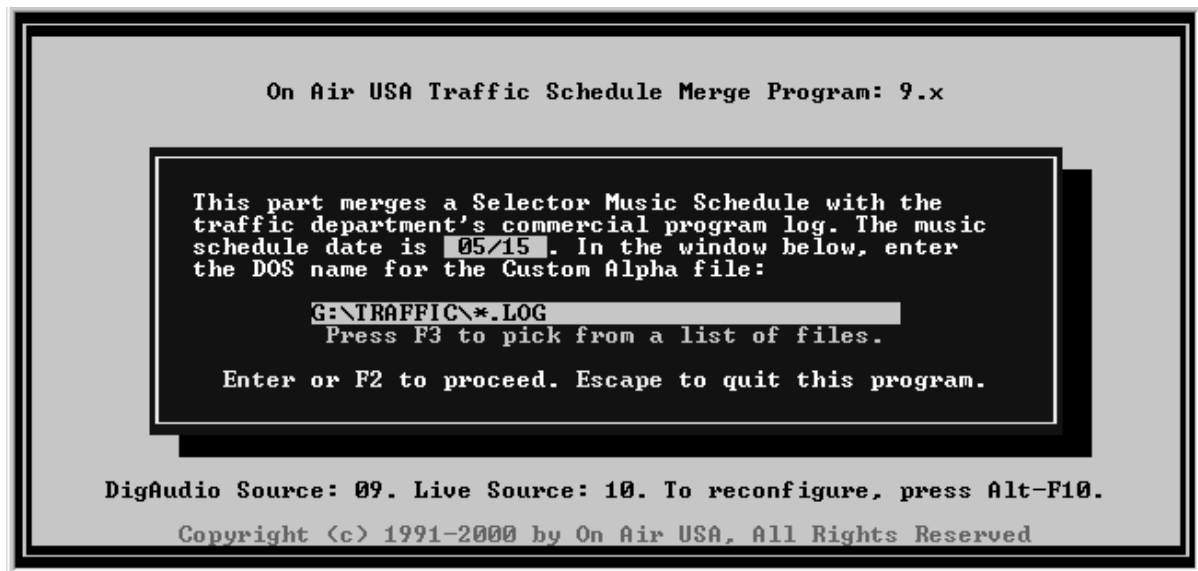 On Air USA Traffic Schedule Merge Program: 9.x
This part merges a Selector Music Schedule with the
traffic department's commercial program log. The music
schedule date is 05/15 . In the window below, enter
the DOS name for the Custom Alpha file:
G:\TRAFFIC\*.LOG
Press F3 to pick from a list of files.
Enter or F2 to proceed. Escape to quit this program.
DigAudio Source: 09. Live Source: 10. To reconfigure, press Alt-F10.
Copyright (c) 1991-2000 by On Air USA, All Rights Reserved